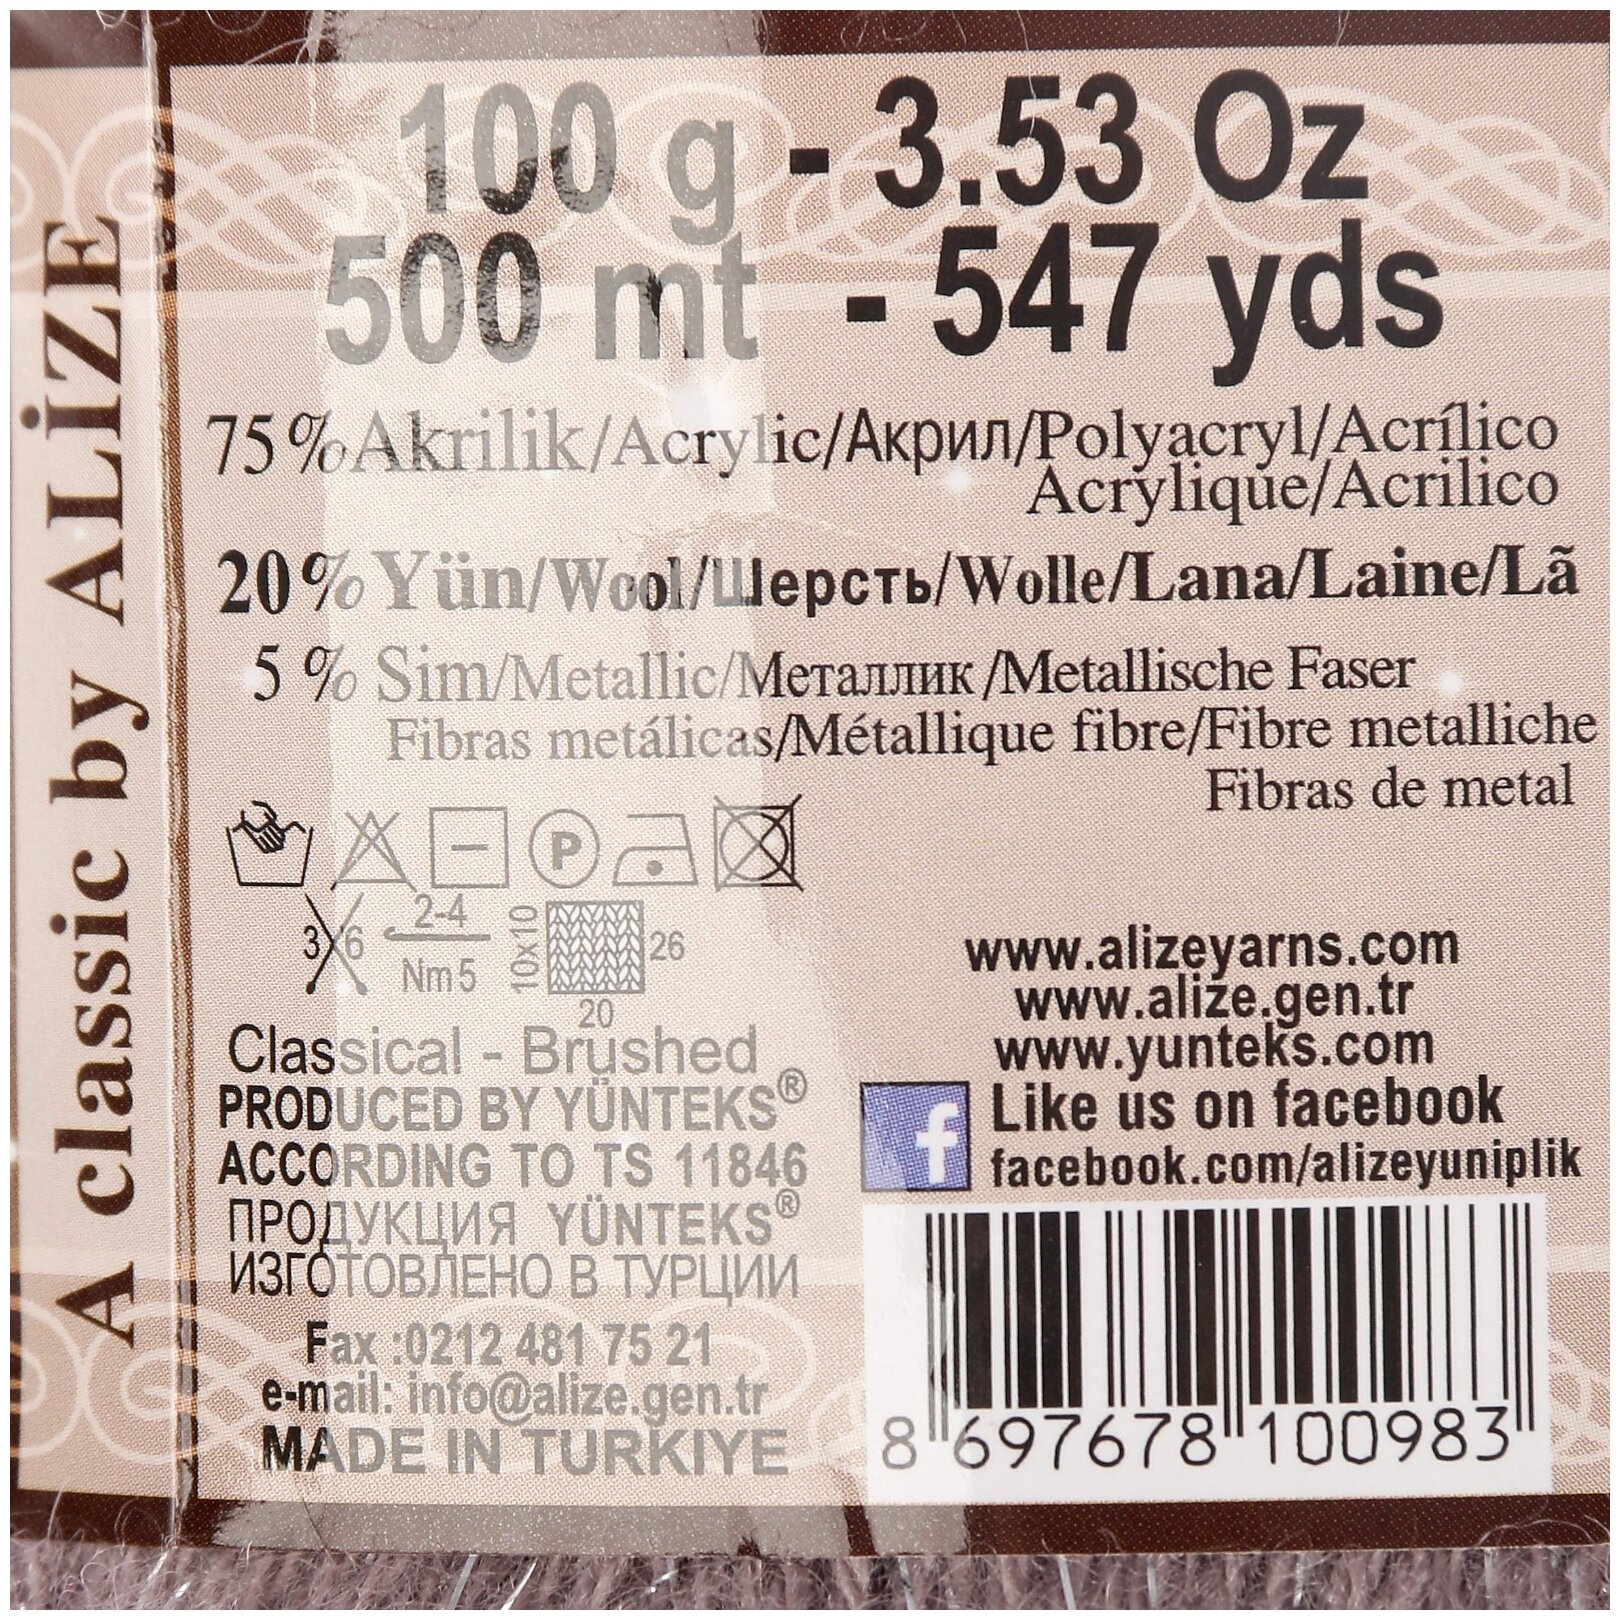 A classic by ALİZE
100 g - 3.53 Oz
500 mt - 547 yds
75 % Akrilik/Acrylic/Акрил/Polyacryl/Acrílico
Acrylique/Acrilico
20 % Yün/Wool/Шерсть/Wolle/Lana/Laine/Lã
5 % Sim/Metallic/Металлик/Metallische Faser
Fibras metálicas/Métallique fibre/Fibre metalliche
Fibras de metal
P
3 6 2-4 Nm 5 10x10 26 20
Classical - Brushed
PRODUCED BY YÜNTEKS®
ACCORDING TO TS 11846
ПРОДУКЦИЯ YÜNTEKS®
ИЗГОТОВЛЕНО В ТУРЦИИ
Fax :0212 481 75 21
e-mail: info@alize.gen.tr
MADE IN TURKIYE
www.alizeyarns.com
www.alize.gen.tr
www.yunteks.com
f Like us on facebook
facebook.com/alizeyuniplik
8 697678 100983